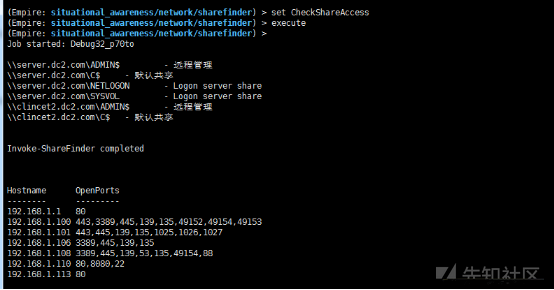 (Empire: situational_awareness/network/sharefinder) > set CheckShareAccess
(Empire: situational_awareness/network/sharefinder) > execute
(Empire: situational_awareness/network/sharefinder) >
Job started: Debug32_p70to
\\server.dc2.com\ADMIN$ - 远程管理
\\server.dc2.com\C$ - 默认共享
\\server.dc2.com\NETLOGON - Logon server share
\\server.dc2.com\SYSVOL - Logon server share
\\clincet2.dc2.com\ADMIN$ - 远程管理
\\clincet2.dc2.com\C$ - 默认共享
Invoke-ShareFinder completed
Hostname OpenPorts
-------- ---------
192.168.1.1 80
192.168.1.100 443,3389,445,139,135,49152,49154,49153
192.168.1.101 443,445,139,135,1025,1026,1027
192.168.1.106 3389,445,139,135
192.168.1.108 3389,445,139,53,135,49154,88
192.168.1.110 80,8080,22
192.168.1.113 80
先知社区